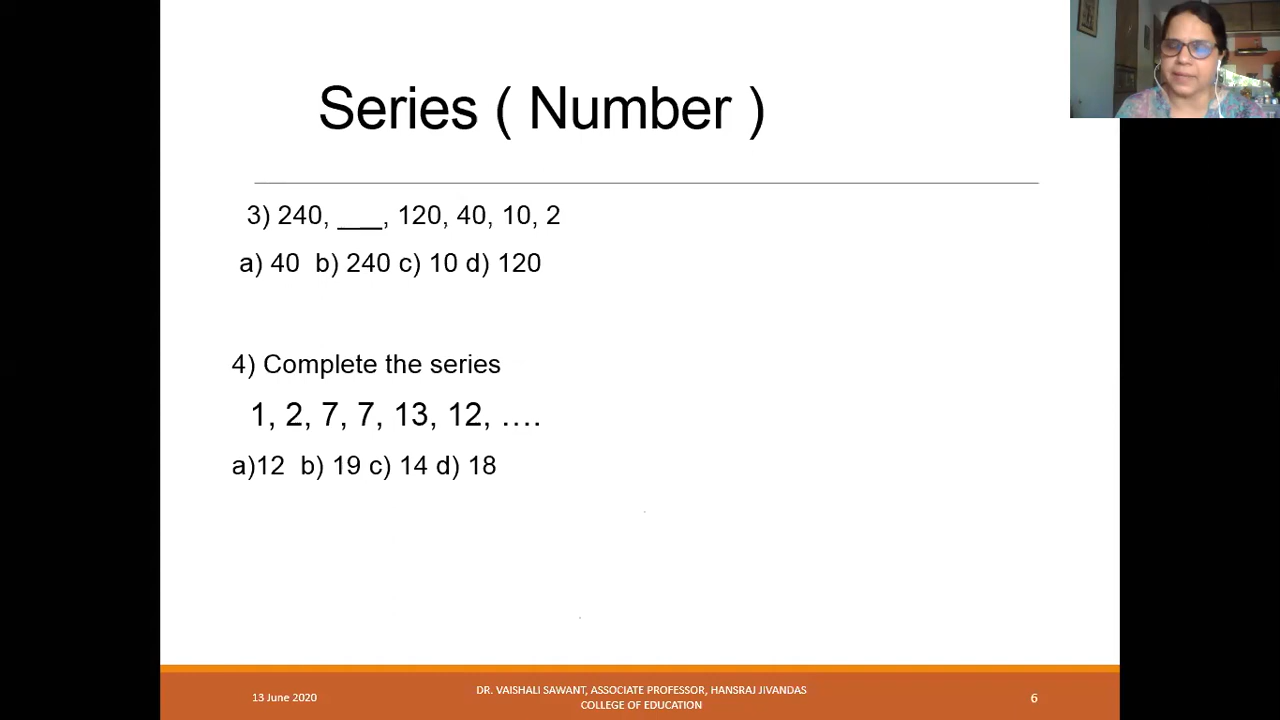 Series ( Number )
3) 240, ___, 120, 40, 10, 2
a) 40 b) 240 c) 10 d) 120
4) Complete the series
1, 2, 7, 7, 13, 12, ….
a)12 b) 19 c) 14 d) 18
13 June 2020
DR. VAISHALI SAWANT, ASSOCIATE PROFESSOR, HANSRAJ JIVANDAS
COLLEGE OF EDUCATION
6